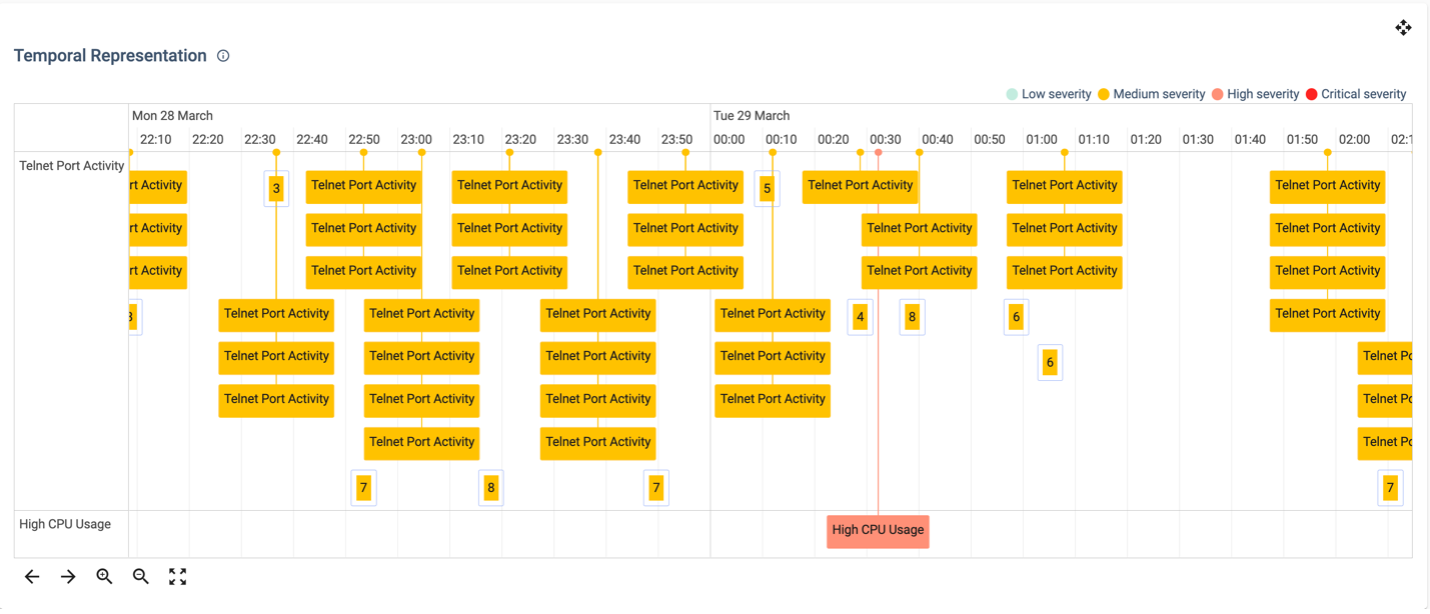 Temporal Representation
Low severity Medium severity High severity Critical severity
Mon 28 March Tue 29 March
22:10 22:20 22:30 22:40 22:50 23:00 23:10 23:20 23:30 23:40 23:50 00:00 00:10 00:20 00:30 00:40 00:50 01:00 01:10 01:20 01:30 01:40 01:50 02:00 02:1
Telnet Port Activity
rt Activity 3 Telnet Port Activity Telnet Port Activity Telnet Port Activity 5 Telnet Port Activity Telnet Port Activity Telnet Port Activity
rt Activity Telnet Port Activity Telnet Port Activity Telnet Port Activity Telnet Port Activity Telnet Port Activity Telnet Port Activity
rt Activity Telnet Port Activity Telnet Port Activity Telnet Port Activity Telnet Port Activity Telnet Port Activity Telnet Port Activity
Telnet Port Activity Telnet Port Activity Telnet Port Activity Telnet Port Activity 4 8 6 Telnet Port Activity
Telnet Port Activity Telnet Port Activity Telnet Port Activity Telnet Port Activity 6 Telnet Po
Telnet Port Activity Telnet Port Activity Telnet Port Activity Telnet Port Activity Telnet Po
Telnet Port Activity Telnet Port Activity Telnet Po
7 8 7 7
High CPU Usage High CPU Usage